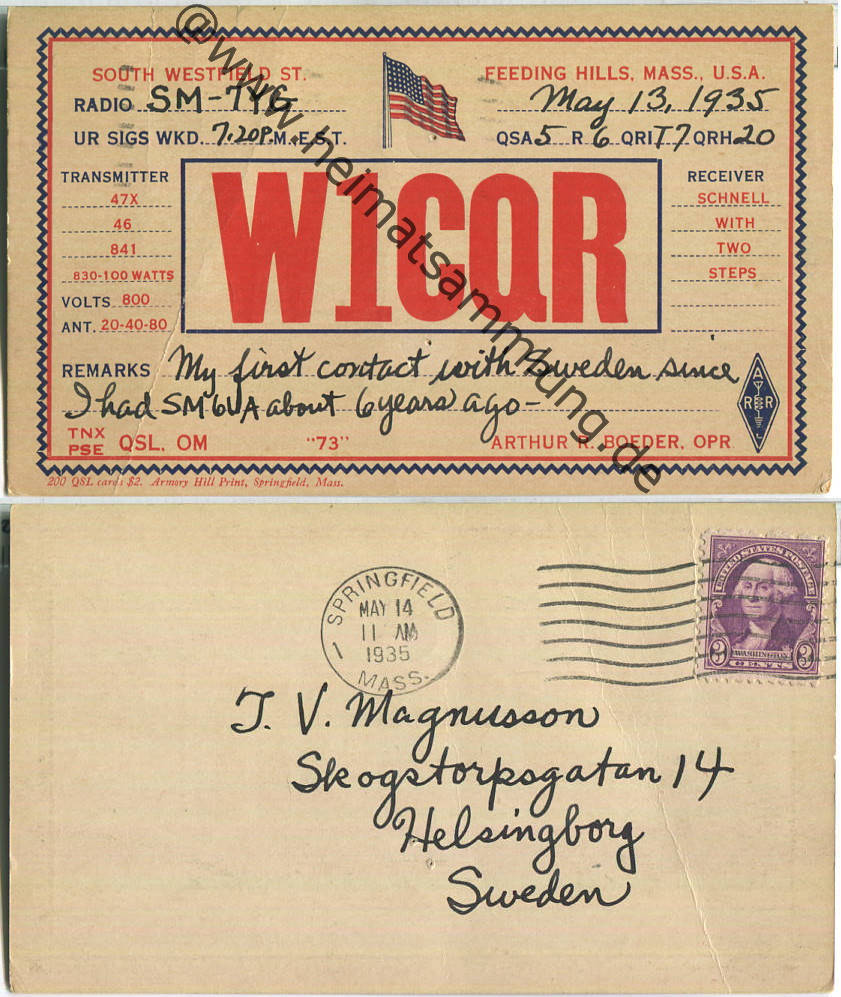 SOUTH WESTFIELD ST. FEEDING HILLS, MASS., U.S.A.
RADIO SM-7YG May 13, 1935
UR SIGS WKD. 7.20 P.M. E.S.T. QSA 5 R 6 QRI T7 QRH 20
TRANSMITTER
47X
46
841
830-100 WATTS
VOLTS 800
ANT. 20-40-80
W1CQR
RECEIVER
SCHNELL
WITH
TWO
STEPS
REMARKS My first contact with Sweden since
I had SM6UA about 6 years ago-
A
R R
L
TNX
PSE QSL, OM "73" ARTHUR R. BOEDER, OPR
200 QSL cards $2. Armory Hill Print, Springfield, Mass.
@www.heimatsammlung.de
SPRINGFIELD
MAY 14
11 AM
1935
1 MASS.
UNITED STATES POSTAGE
WASHINGTON
3 CENTS 3
T. V. Magnusson
Skogstorpsgatan 14
Helsingborg
Sweden